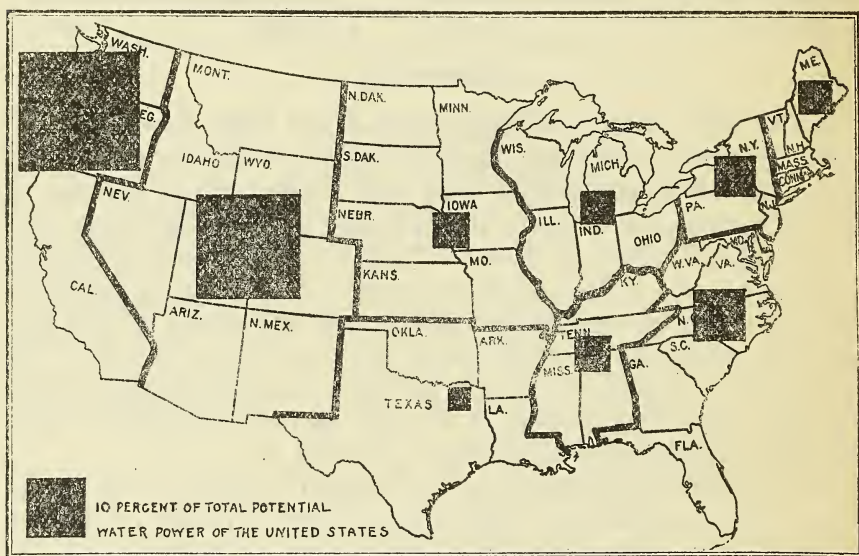 WASH.
MONT.
N.DAK.
MINN.
ME.
EG.
VT.
WIS.
N.Y.
N.H.
S.DAK.
MICH.
MASS.
IDAHO
WYO.
CONN.
NEV.
NEBR.
IOWA
PA.
N.J.
ILL.
IND.
OHIO
MD.
W.VA.
VA.
CAL.
KANS.
MO.
KY.
ARIZ.
N.MEX.
OKLA.
ARK.
TENN.
N.
S.C.
MISS.
GA.
TEXAS
LA.
FLA.
10 PERCENT OF TOTAL POTENTIAL
WATER POWER OF THE UNITED STATES